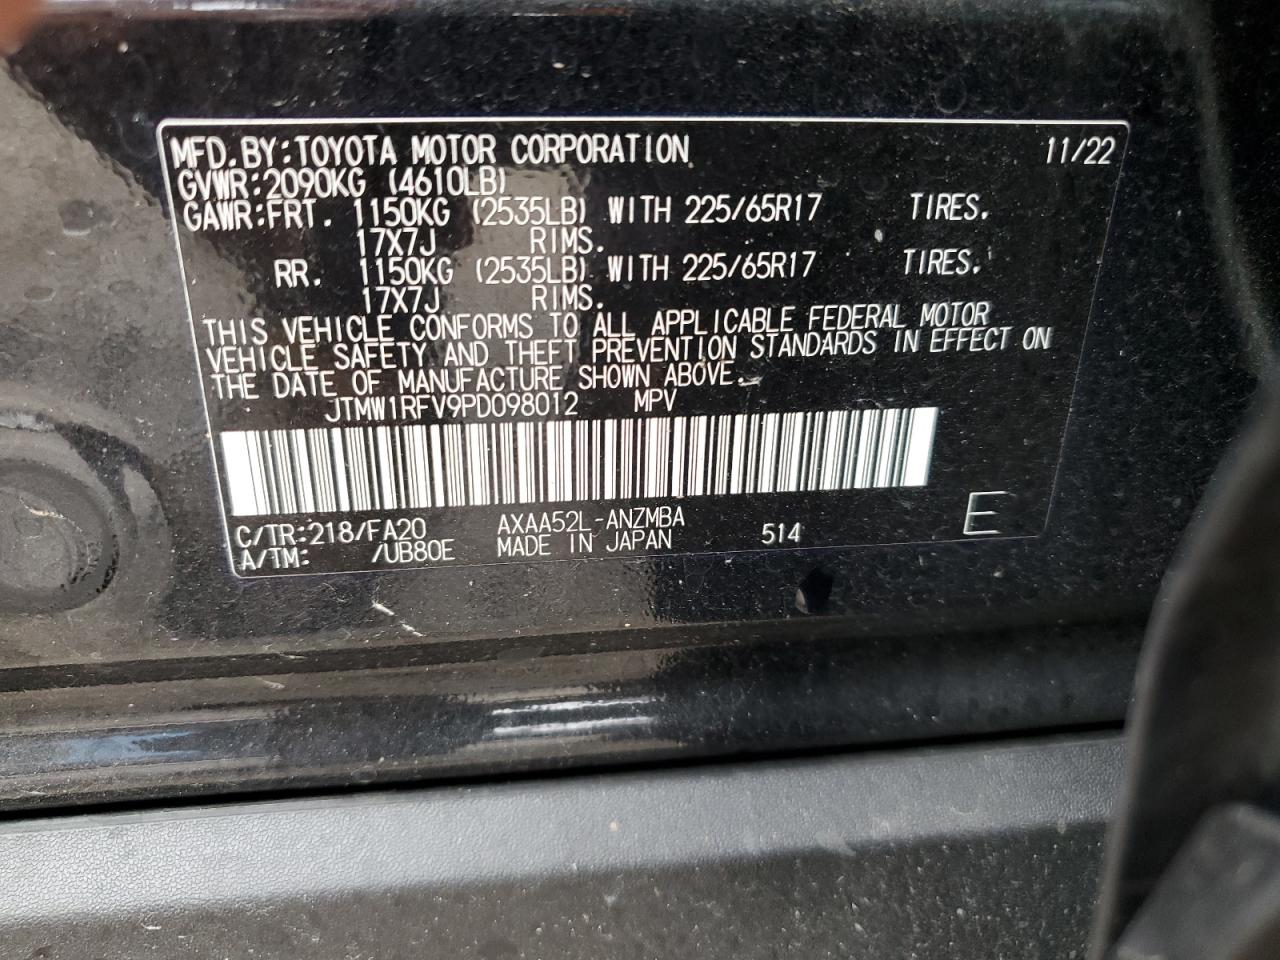 MFD.BY:TOYOTA MOTOR CORPORATION 11/22
GVWR:2090KG (4610LB)
GAWR:FRT. 1150KG (2535LB) WITH 225/65R17 TIRES.
17X7J RIMS.
RR. 1150KG (2535LB) WITH 225/65R17 TIRES.
17X7J RIMS.
THIS VEHICLE CONFORMS TO ALL APPLICABLE FEDERAL MOTOR
VEHICLE SAFETY AND THEFT PREVENTION STANDARDS IN EFFECT ON
THE DATE OF MANUFACTURE SHOWN ABOVE.
JTMW1RFV9PD098012 MPV
C/TR:218/FA20 AXAA52L-ANZMBA 514 E
A/TM: /UB80E MADE IN JAPAN